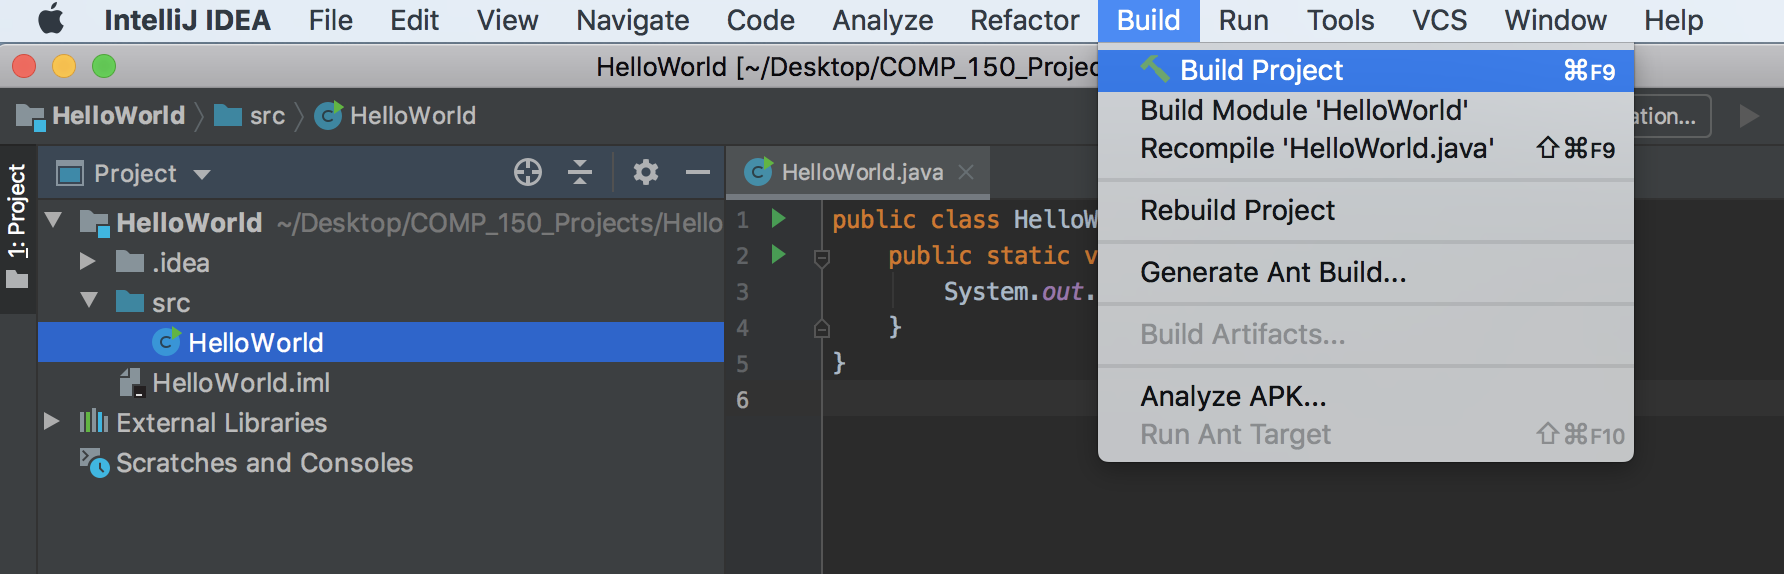 IntelliJ IDEA File Edit View Navigate Code Analyze Refactor Build Run Tools VCS Window Help
HelloWorld [~/Desktop/COMP_150_Projec
Build Project ⌘F9
Build Module 'HelloWorld'
Recompile 'HelloWorld.java' ⇧⌘F9
Rebuild Project
Generate Ant Build...
Build Artifacts...
Analyze APK...
Run Ant Target ⇧⌘F10
HelloWorld src HelloWorld
ation...
1: Project
Project
HelloWorld ~/Desktop/COMP_150_Projects/Hello
.idea
src
HelloWorld
HelloWorld.iml
External Libraries
Scratches and Consoles
HelloWorld.java
1 public class HelloW
2 public static v
3 System.out.
4 }
5 }
6